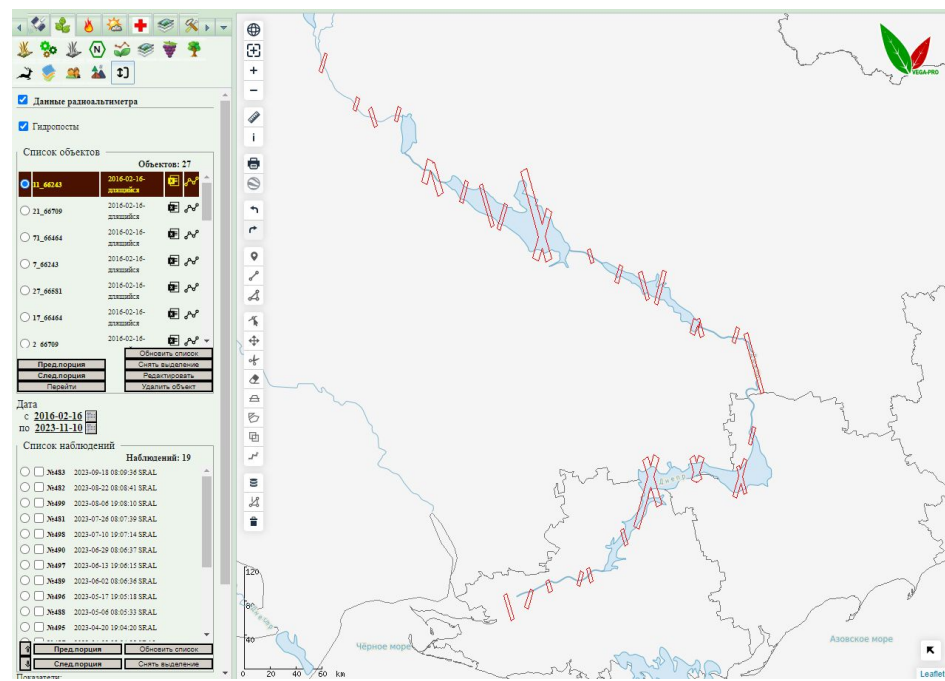 VEGA-PRO
Данные радиоальтиметра
Гидропосты
Список объектов
Объектов: 27
11_66243
2016-02-16-
длящийся
21_66709
2016-02-16-
длящийся
71_66464
2016-02-16-
длящийся
7_66243
2016-02-16-
длящийся
27_66581
2016-02-16-
длящийся
17_66464
2016-02-16-
длящийся
2_66709
2016-02-16-
Обновить список
Пред.порция
Снять выделение
След.порция
Редактировать
Перейти
Удалить объект
Дата
с 2016-02-16
по 2023-11-10
Список наблюдений
Наблюдений: 19
№483 2023-09-18 08:09:36 SRAL
№482 2023-08-22 08:08:41 SRAL
№499 2023-08-06 19:08:10 SRAL
№481 2023-07-26 08:07:39 SRAL
№498 2023-07-10 19:07:14 SRAL
№490 2023-06-29 08:06:37 SRAL
№497 2023-06-13 19:06:15 SRAL
№489 2023-06-02 08:06:36 SRAL
№496 2023-05-17 19:05:18 SRAL
№488 2023-05-06 08:05:33 SRAL
№495 2023-04-20 19:04:20 SRAL
Пред.порция
Обновить список
След.порция
Снять выделение
Показатели:
Днепр
Чёрное море
Азовское море
120
80
40
0 20 40 60 km
Leaflet